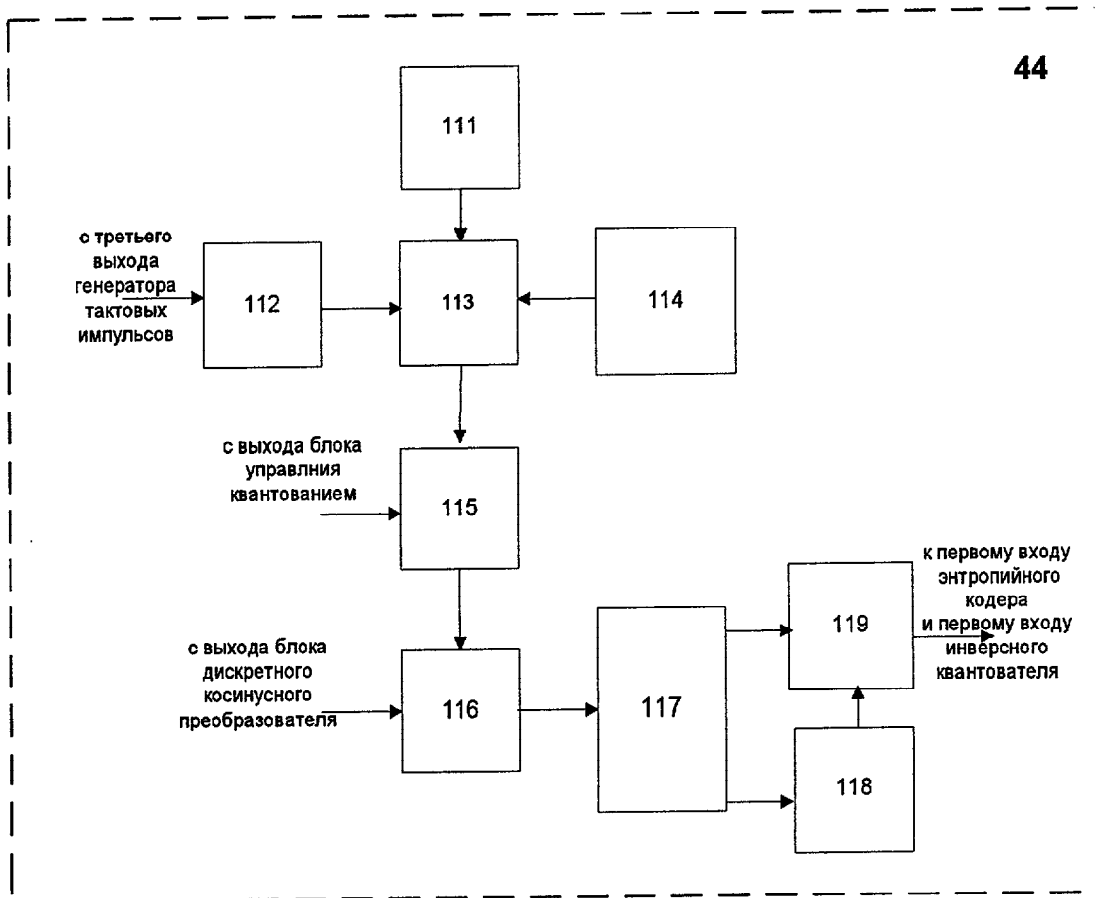 44
111
с третьего
выхода
генератора
тактовых
импульсов
112
113
114
с выхода блока
управлния
квантованием
115
к первому входу
энтропийного
кодера
и первому входу
инверсного
квантователя
119
с выхода блока
дискретного
косинусного
преобразователя
116
117
118